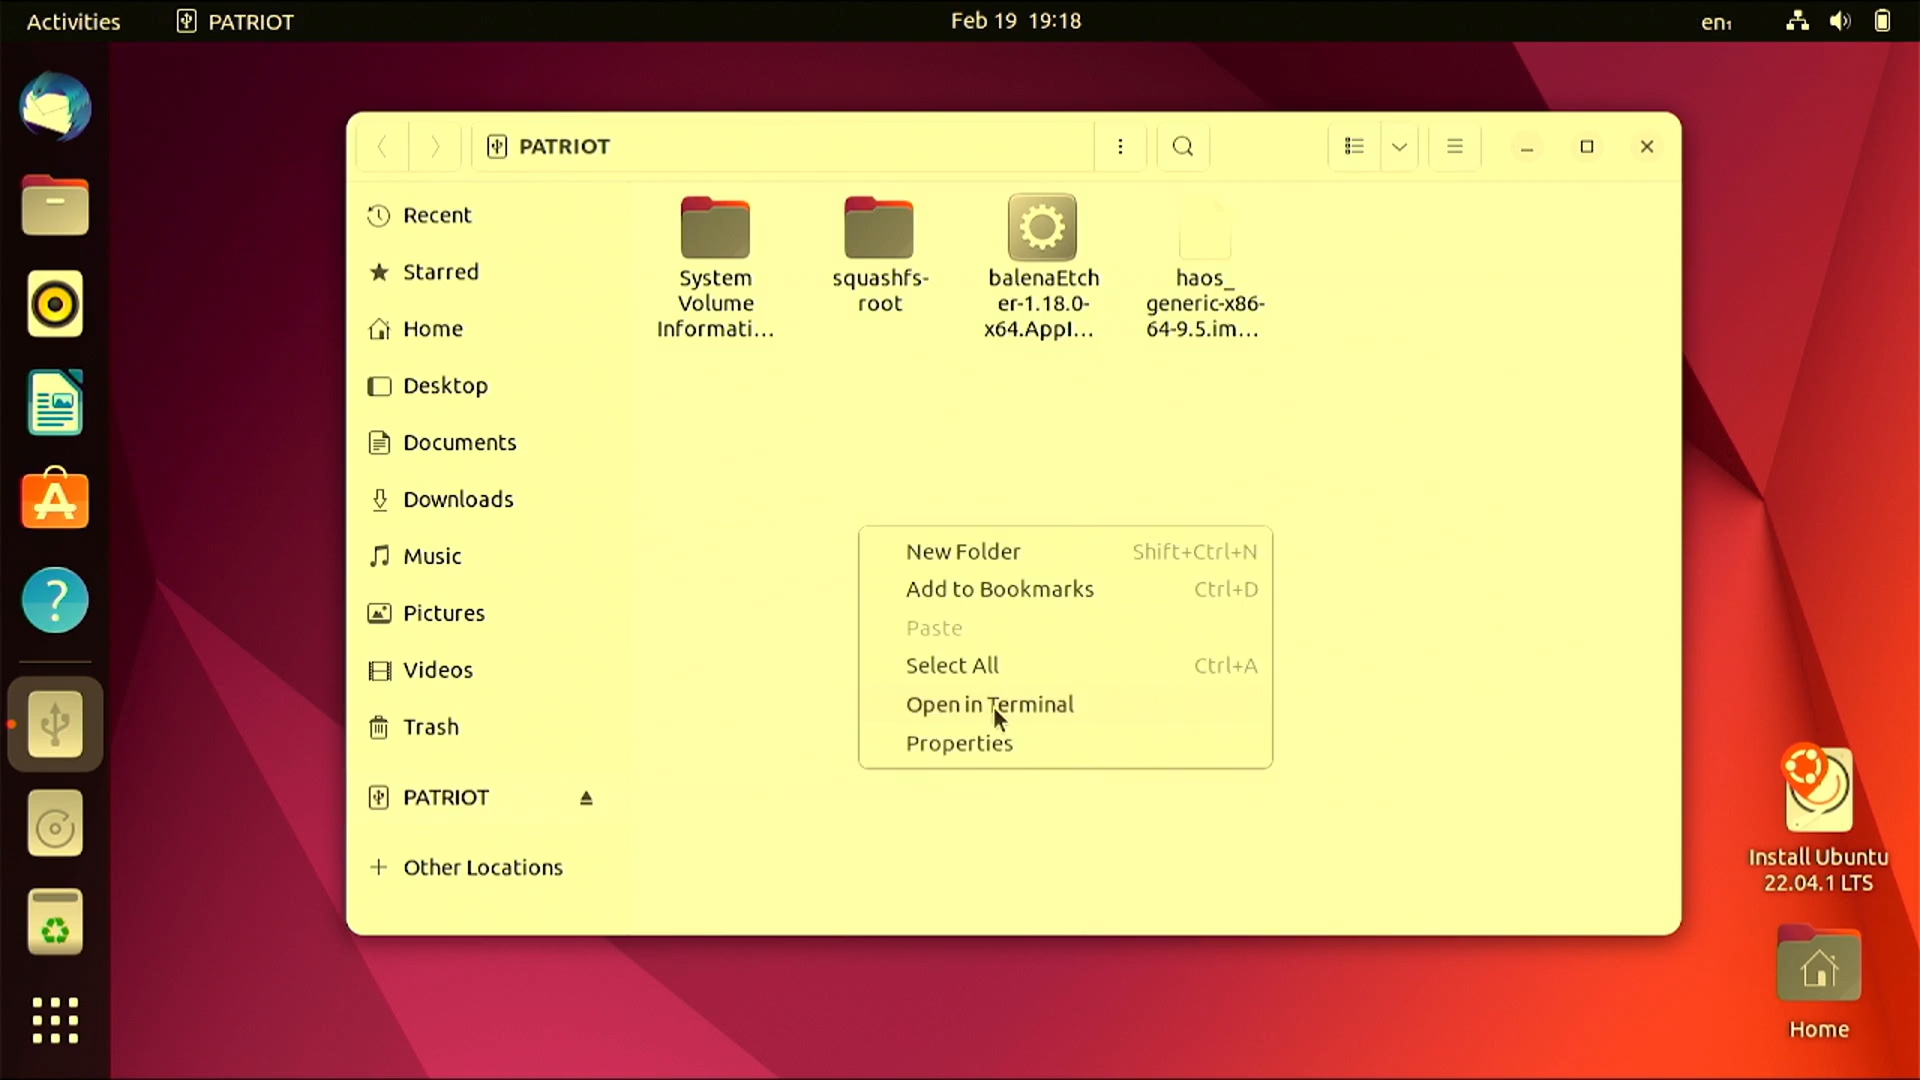 Activities
PATRIOT
Feb 19 19:18
en₁
PATRIOT
Recent
Starred
Home
Desktop
Documents
Downloads
Music
Pictures
Videos
Trash
PATRIOT
Other Locations
System
Volume
Informati...
squashfs-
root
balenaEtch
er-1.18.0-
x64.AppI...
haos_
generic-x86-
64-9.5.im...
New Folder Shift+Ctrl+N
Add to Bookmarks Ctrl+D
Paste
Select All Ctrl+A
Open in Terminal
Properties
Install Ubuntu
22.04.1 LTS
Home